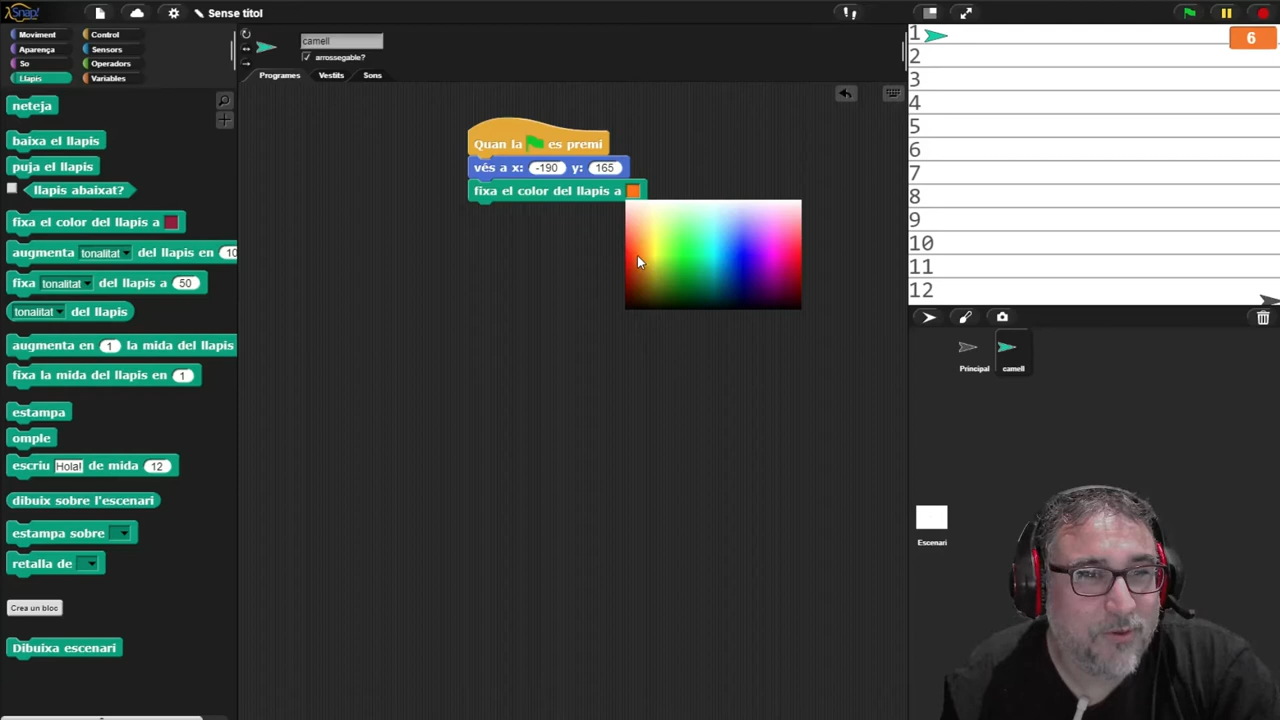 Snap!
Sense titol
Moviment
Control
Aparença
Sensors
So
Operadors
Llapis
Variables
neteja
baixa el llapis
puja el llapis
llapis abaixat?
fixa el color del llapis a
augmenta tonalitat del llapis en 10
fixa tonalitat del llapis a 50
tonalitat del llapis
augmenta en 1 la mida del llapis
fixa la mida del llapis en 1
estampa
omple
escriu Hola! de mida 12
dibuix sobre l'escenari
estampa sobre
retalla de
Crea un bloc
Dibuixa escenari
camell
arrossegable?
Programes Vestits Sons
Quan la es premi
vés a x: -190 y: 165
fixa el color del llapis a
1
6
2
3
4
5
6
7
8
9
10
11
12
Principal
camell
Escenari